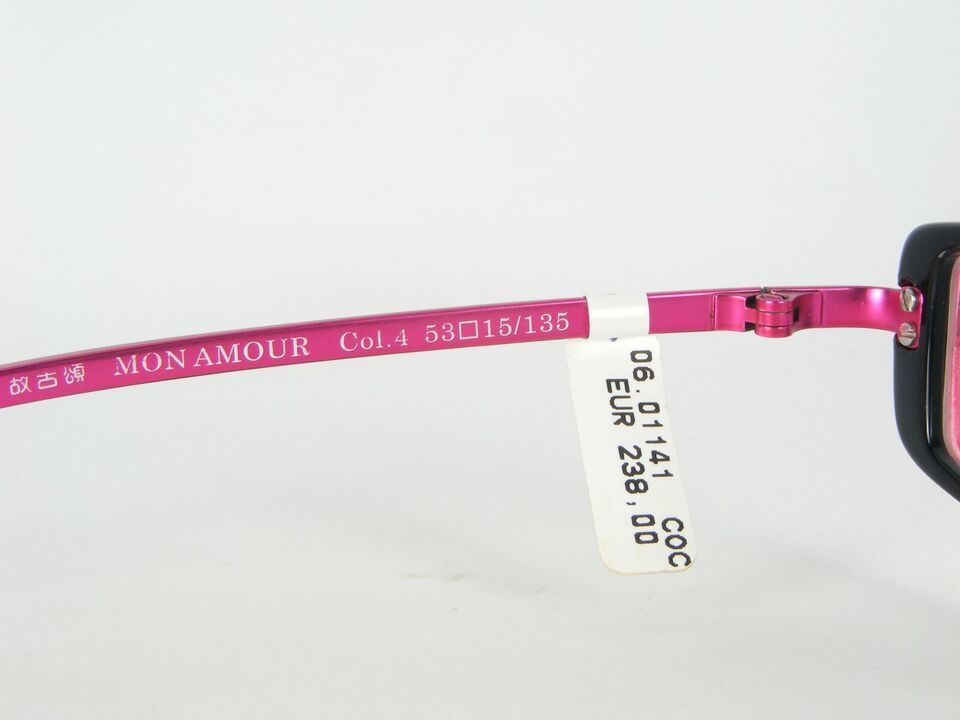 故古頌 MON AMOUR Col.4 53□15/135
06.01141 COC
EUR 238,00